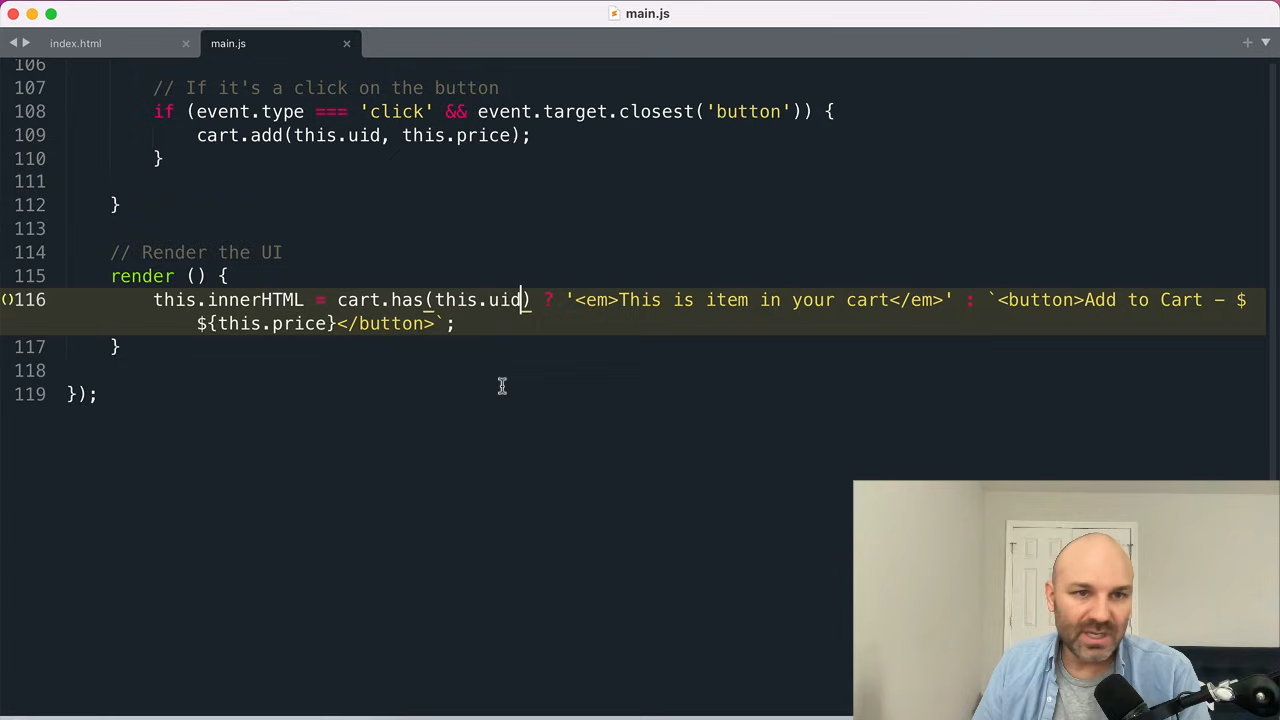 main.js
index.html
main.js
106
107 // If it's a click on the button
108 if (event.type === 'click' && event.target.closest('button')) {
109 cart.add(this.uid, this.price);
110 }
111
112 }
113
114 // Render the UI
115 render () {
116 this.innerHTML = cart.has(this.uid) ? '<em>This is item in your cart</em>' : `<button>Add to Cart - $
${this.price}</button>`;
117 }
118
119 });